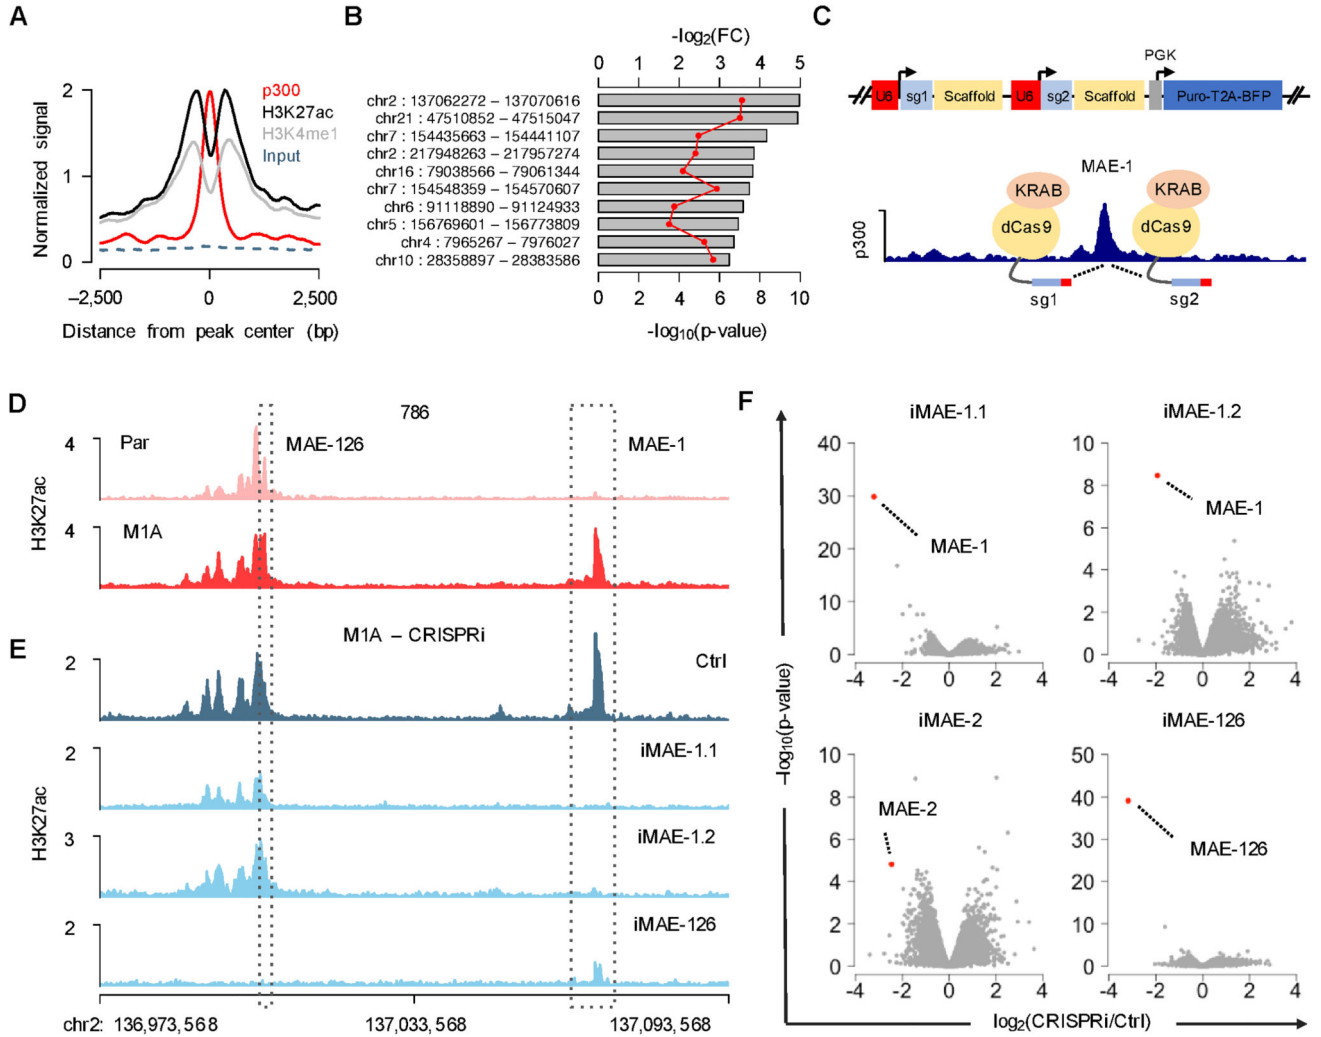 A
Normalized signal
2
1
0
p300
H3K27ac
H3K4me1
Input
−2,500
0
2,500
Distance from peak center (bp)
B
-log2(FC)
0 1 2 3 4 5
chr2 : 137062272 – 137070616
chr21 : 47510852 – 47515047
chr7 : 154435663 – 154441107
chr2 : 217948263 – 217957274
chr16 : 79038566 – 79061344
chr7 : 154548359 – 154570607
chr6 : 91118890 – 91124933
chr5 : 156769601 – 156773809
chr4 : 7965267 – 7976027
chr10 : 28358897 – 28383586
0 2 4 6 8 10
-log10(p-value)
C
PGK
U6 sg1 Scaffold U6 sg2 Scaffold Puro-T2A-BFP
MAE-1
KRAB
KRAB
dCas9
dCas9
p300
sg1
sg2
D
786
Par
4
MAE-126
MAE-1
H3K27ac
M1A
4
E
M1A – CRISPRi
Ctrl
2
iMAE-1.1
2
H3K27ac
iMAE-1.2
3
iMAE-126
2
chr2: 136,973,568
137,033,568
137,093,568
F
-log10(p-value)
iMAE-1.1
40
30
20
10
0
MAE-1
-4 -2 0 2 4
iMAE-1.2
10
8
6
4
2
0
MAE-1
-4 -2 0 2 4
iMAE-2
10
8
6
4
2
0
MAE-2
-4 -2 0 2 4
iMAE-126
50
40
30
20
10
0
MAE-126
-4 -2 0 2 4
log2(CRISPRi/Ctrl)